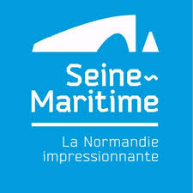 Seine~
Maritime
La Normandie
impressionnante